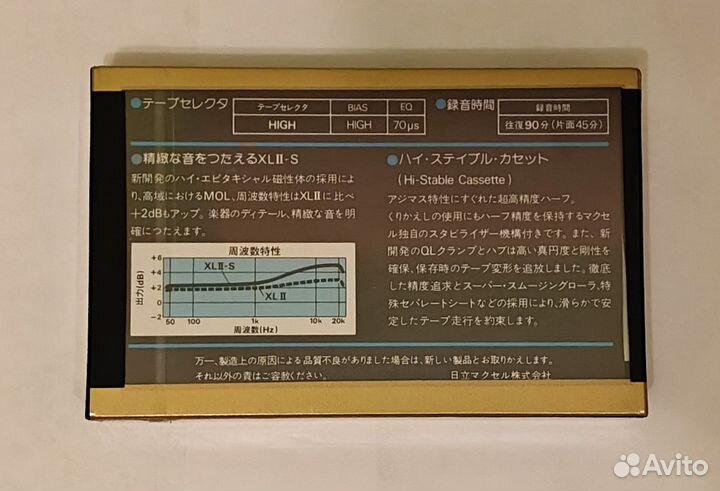 ●テープセレクタ
テープセレクタ BIAS EQ
HIGH HIGH 70μs
●録音時間
録音時間
往復90分(片面45分)
●精緻な音をつたえるXLⅡ-S
新開発のハイ・エピタキシャル磁性体の採用によ
り、高域におけるMOL、周波数特性はXLⅡに比べ
+2dBもアップ。楽器のディテール、精緻な音を明
確につたえます。
周波数特性
出力(dB)
+6
+4
+2
0
−2
XLⅡ-S
XLⅡ
50 100 1k 10k 20k
周波数(Hz)
●ハイ・ステイブル・カセット
(Hi-Stable Cassette)
アジマス特性にすぐれた超高精度ハーフ。
くりかえしの使用にもハーフ精度を保持するマクセ
ル独自のスタビライザー機構付きです。また、新
開発のQLクランプとハブは高い真円度と剛性を
確保、保存時のテープ変形を追放しました。徹底
した精度追求とスーパー・スムージングローラ、特
殊セパレートシートなどの採用により、滑らかで安
定したテープ走行を約束します。
万一、製造上の原因による品質不良がありました場合は、新しい製品とお取りかえします。
それ以外の責はご容赦ください。
日立マクセル株式会社
Avito